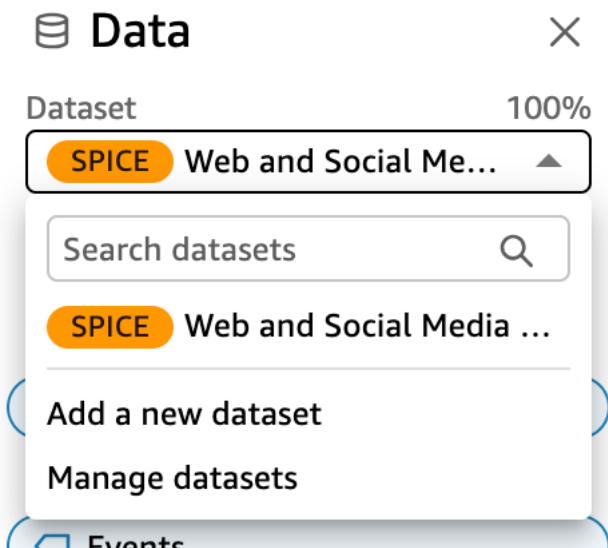 Data
Dataset 100%
SPICE Web and Social Me...
Search datasets
SPICE Web and Social Media ...
Add a new dataset
Manage datasets
Events